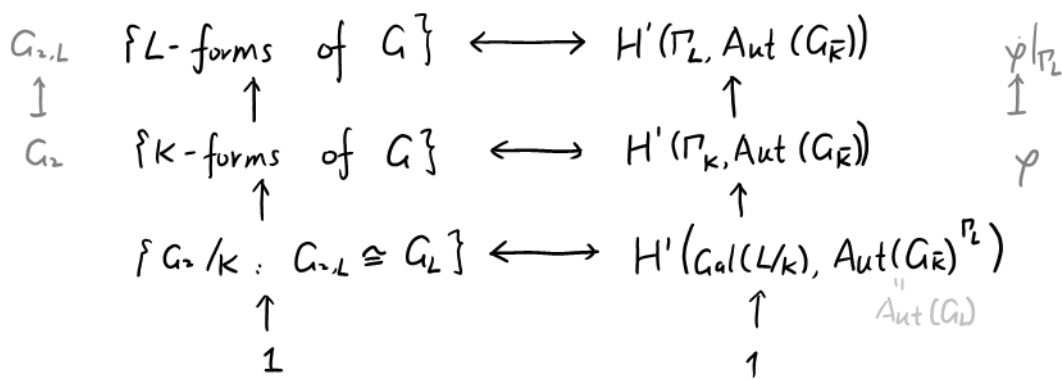 G₂,L {L-forms of G} ⟷ H¹(Γ_L, Aut(G_k̄)) φ|Γ_L
↥ ↑ ↑ ↥
G₂ {K-forms of G} ⟷ H¹(Γ_K, Aut(G_k̄)) φ
↑ ↑
{G₂/k : G₂,L ≅ G_L} ⟷ H¹(Gal(L/k), Aut(G_k̄)^Γ_L)
↑ ↑ "
Aut(G_L)
1 1